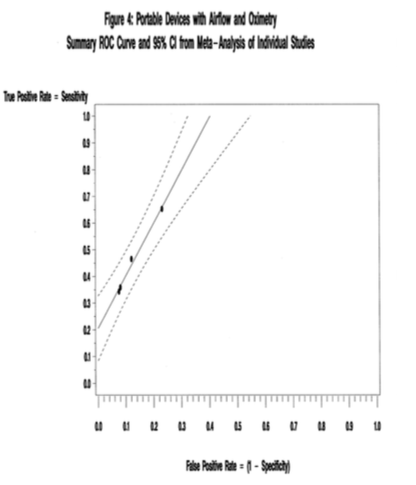 Figure 4: Portable Devices with Airflow and Oximetry
Summary ROC Curve and 95% CI from Meta-Analysis of Individual Studies
True Positive Rate = Sensitivity
1.0
0.9
0.8
0.7
0.6
0.5
0.4
0.3
0.2
0.1
0.0
0.0 0.1 0.2 0.3 0.4 0.5 0.6 0.7 0.8 0.9 1.0
False Positive Rate = (1 - Specificity)